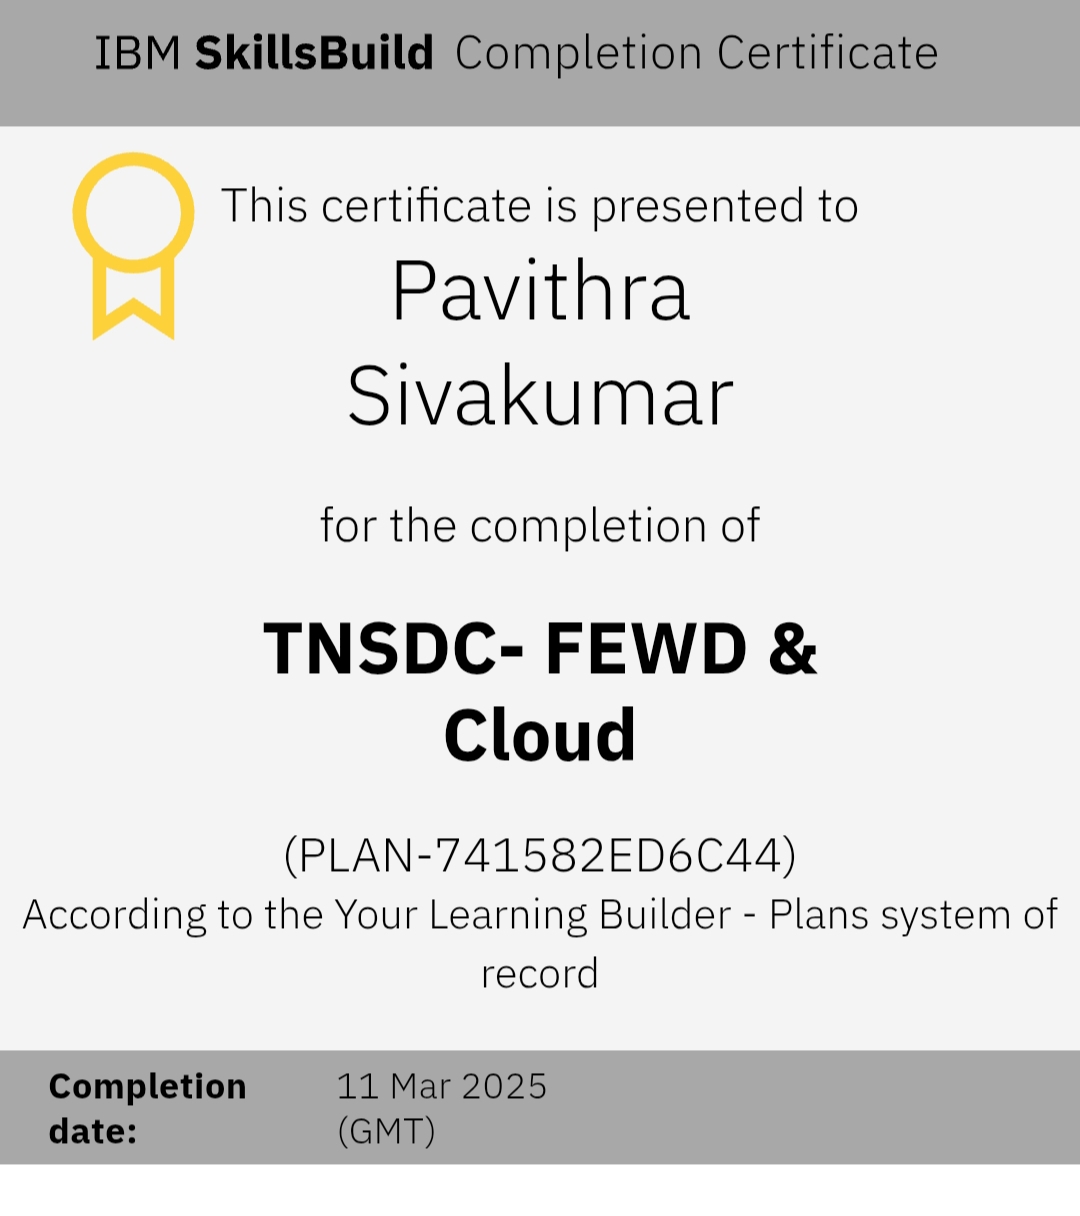 IBM SkillsBuild Completion Certificate
This certificate is presented to
Pavithra
Sivakumar
for the completion of
TNSDC- FEWD &
Cloud
(PLAN-741582ED6C44)
According to the Your Learning Builder - Plans system of
record
Completion date: 11 Mar 2025 (GMT)